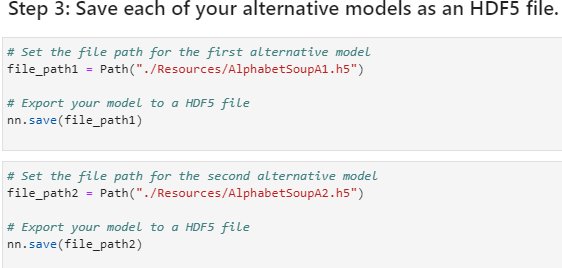 Step 3: Save each of your alternative models as an HDF5 file.
# Set the file path for the first alternative model
file_path1 = Path("./Resources/AlphabetSoupA1.h5")
# Export your model to a HDF5 file
nn.save(file_path1)
# Set the file path for the second alternative model
file_path2 = Path("./Resources/AlphabetSoupA2.h5")
# Export your model to a HDF5 file
nn.save(file_path2)